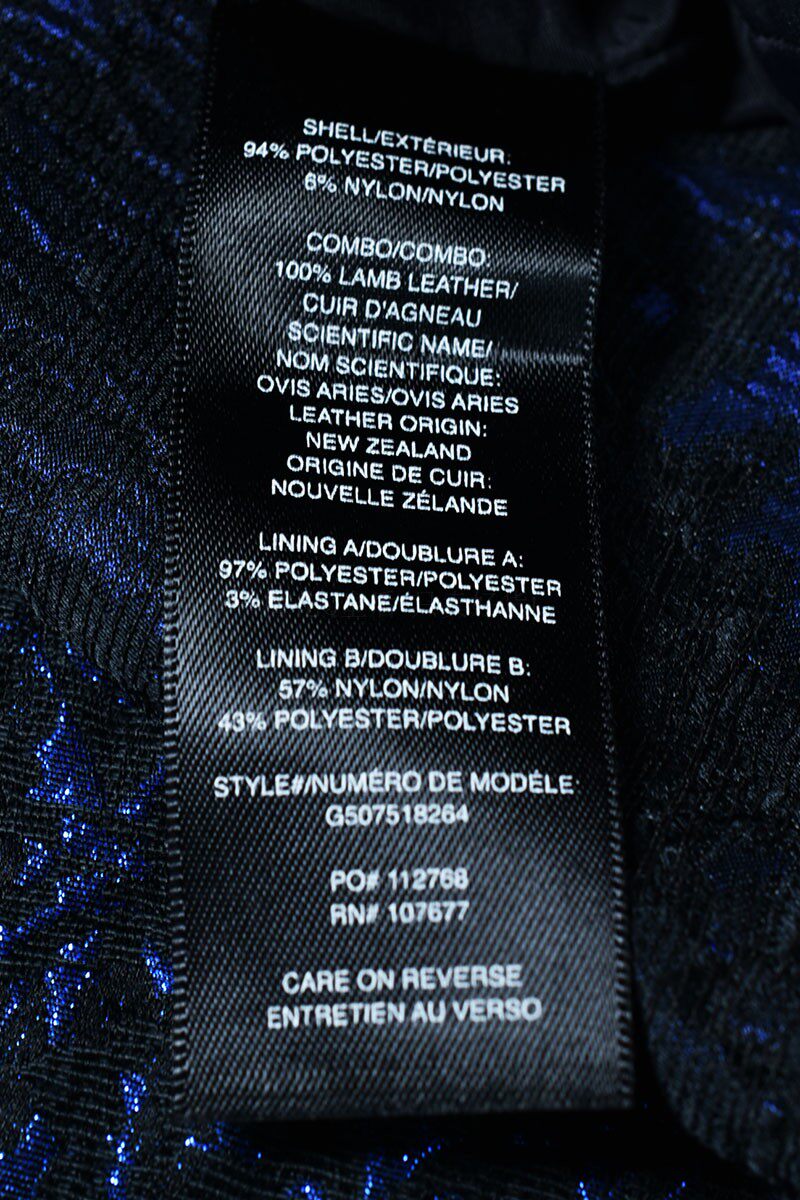 SHELL/EXTÉRIEUR:
94% POLYESTER/POLYESTER
6% NYLON/NYLON
COMBO/COMBO:
100% LAMB LEATHER/
CUIR D'AGNEAU
SCIENTIFIC NAME/
NOM SCIENTIFIQUE:
OVIS ARIES/OVIS ARIES
LEATHER ORIGIN:
NEW ZEALAND
ORIGINE DE CUIR:
NOUVELLE ZÉLANDE
LINING A/DOUBLURE A:
97% POLYESTER/POLYESTER
3% ELASTANE/ÉLASTHANNE
LINING B/DOUBLURE B:
57% NYLON/NYLON
43% POLYESTER/POLYESTER
STYLE#/NUMÉRO DE MODÉLE:
G507518264
PO# 112768
RN# 107677
CARE ON REVERSE
ENTRETIEN AU VERSO